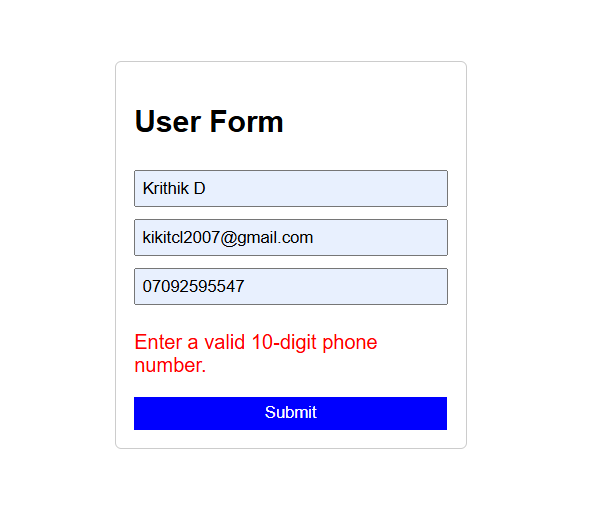 User Form
Krithik D
kikitcl2007@gmail.com
07092595547
Enter a valid 10-digit phone
number.
Submit